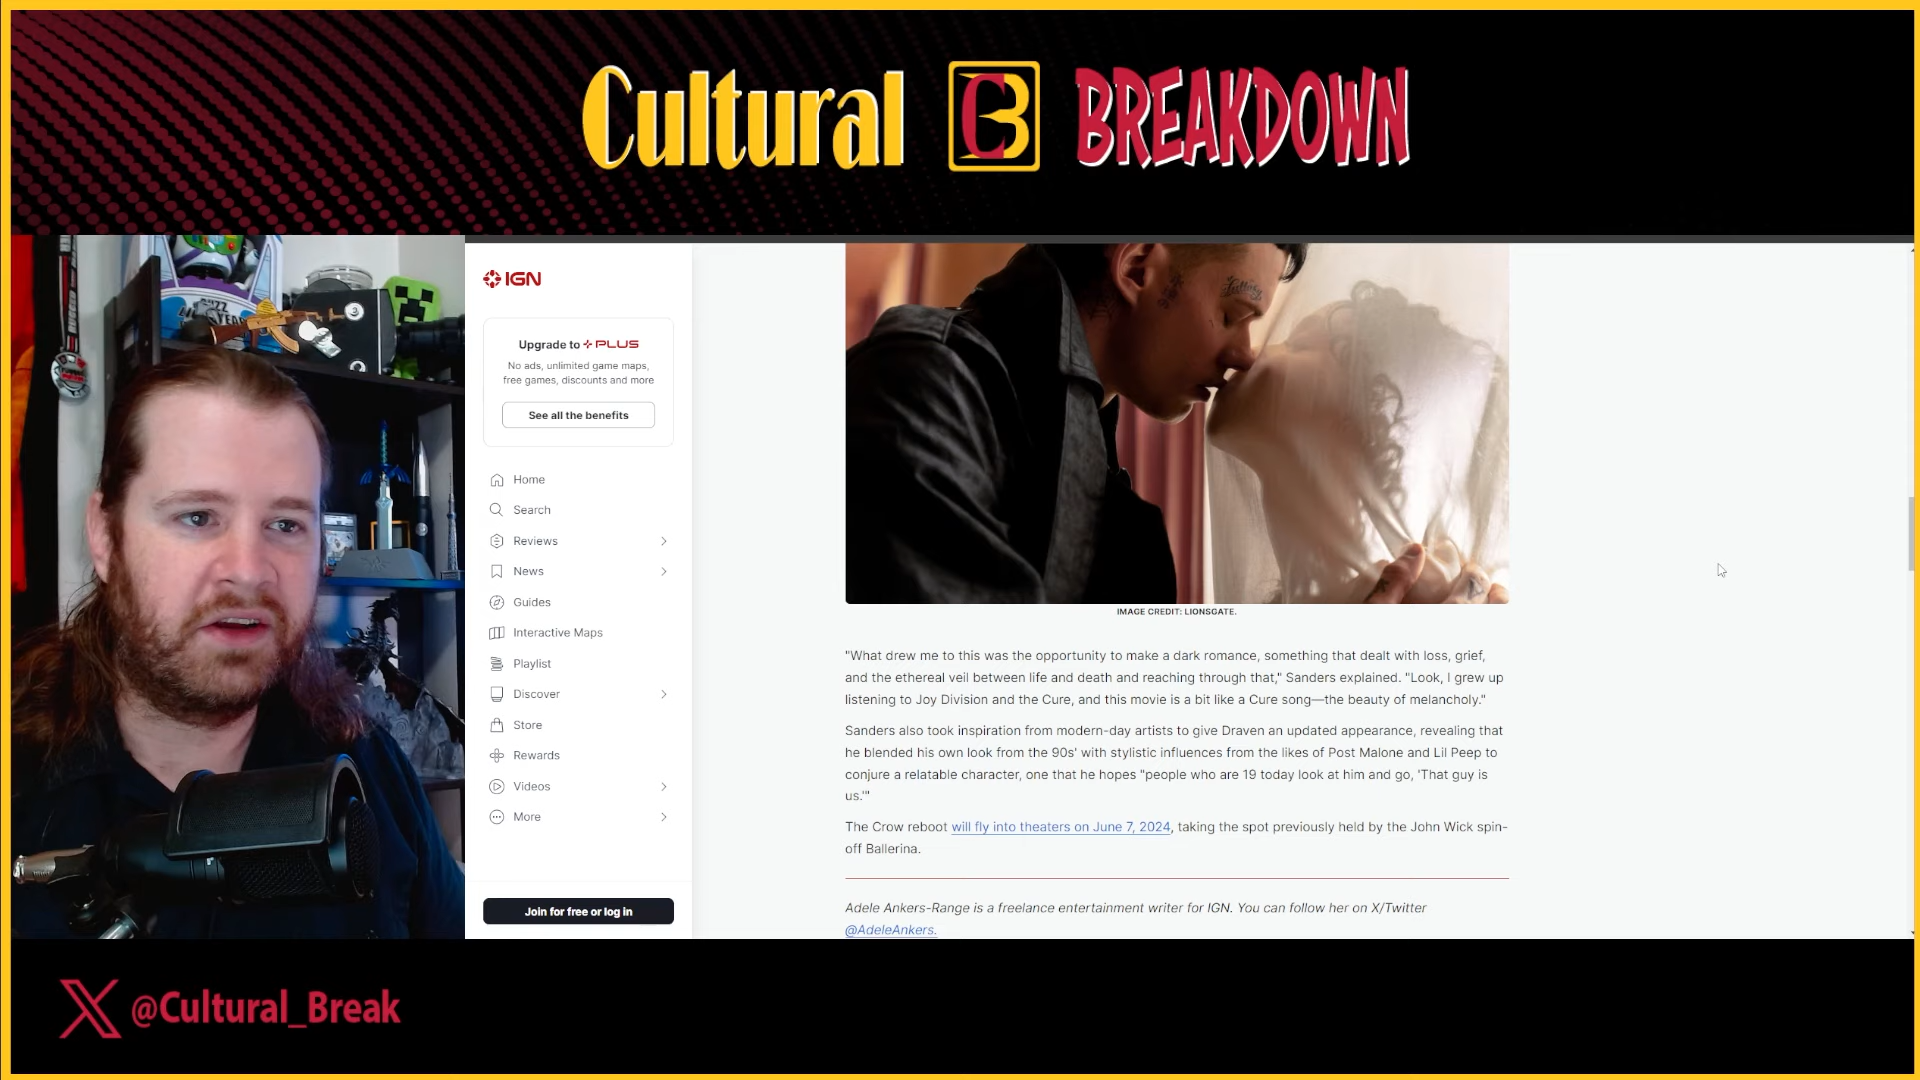 Cultural CB BREAKDOWN
BUZZ
LIGHTYEAR
IGN
Upgrade to PLUS
No ads, unlimited game maps,
free games, discounts and more
See all the benefits
Home
Search
Reviews
News
Guides
Interactive Maps
Playlist
Discover
Store
Rewards
Videos
More
Join for free or log in
Lullaby
IMAGE CREDIT: LIONSGATE.
"What drew me to this was the opportunity to make a dark romance, something that dealt with loss, grief,
and the ethereal veil between life and death and reaching through that," Sanders explained. "Look, I grew up
listening to Joy Division and the Cure, and this movie is a bit like a Cure song—the beauty of melancholy."
Sanders also took inspiration from modern-day artists to give Draven an updated appearance, revealing that
he blended his own look from the 90s' with stylistic influences from the likes of Post Malone and Lil Peep to
conjure a relatable character, one that he hopes "people who are 19 today look at him and go, 'That guy is
us.'"
The Crow reboot will fly into theaters on June 7, 2024, taking the spot previously held by the John Wick spin-
off Ballerina.
Adele Ankers-Range is a freelance entertainment writer for IGN. You can follow her on X/Twitter
@AdeleAnkers.
X @Cultural_Break